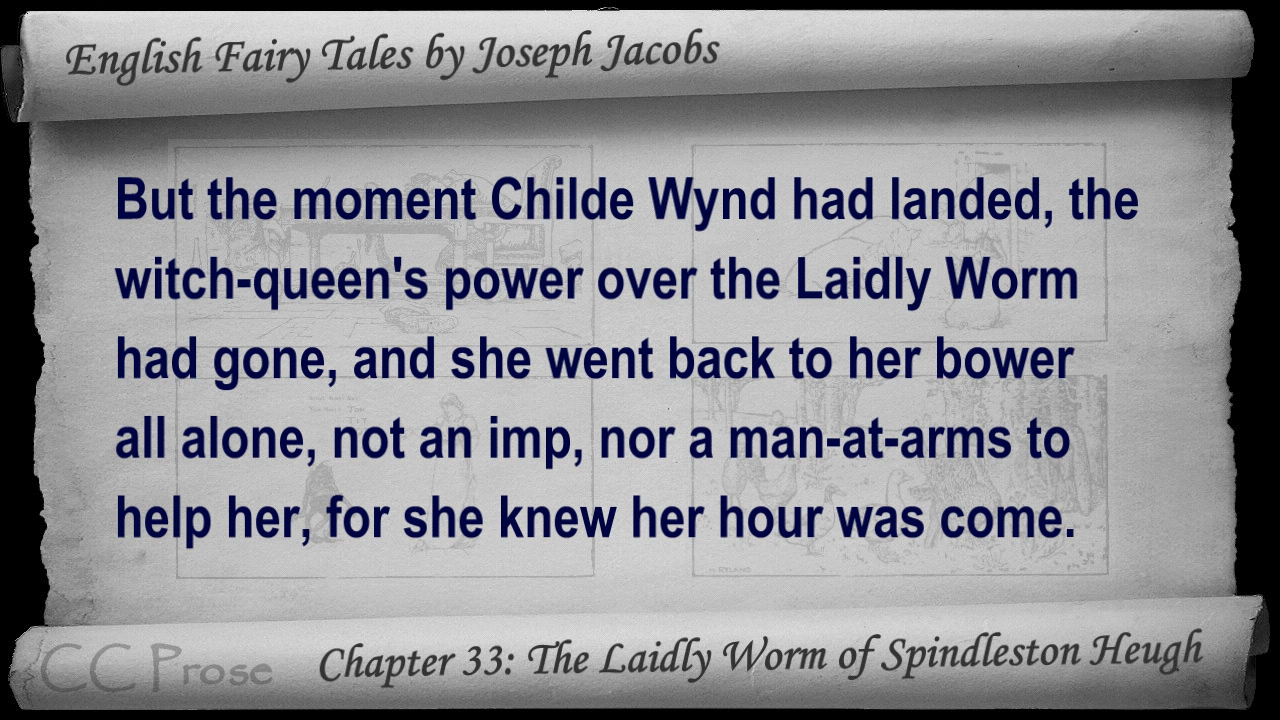 English Fairy Tales by Joseph Jacobs
But the moment Childe Wynd had landed, the
witch-queen's power over the Laidly Worm
had gone, and she went back to her bower
all alone, not an imp, nor a man-at-arms to
help her, for she knew her hour was come.
CC Prose
Chapter 33: The Laidly Worm of Spindleston Heugh